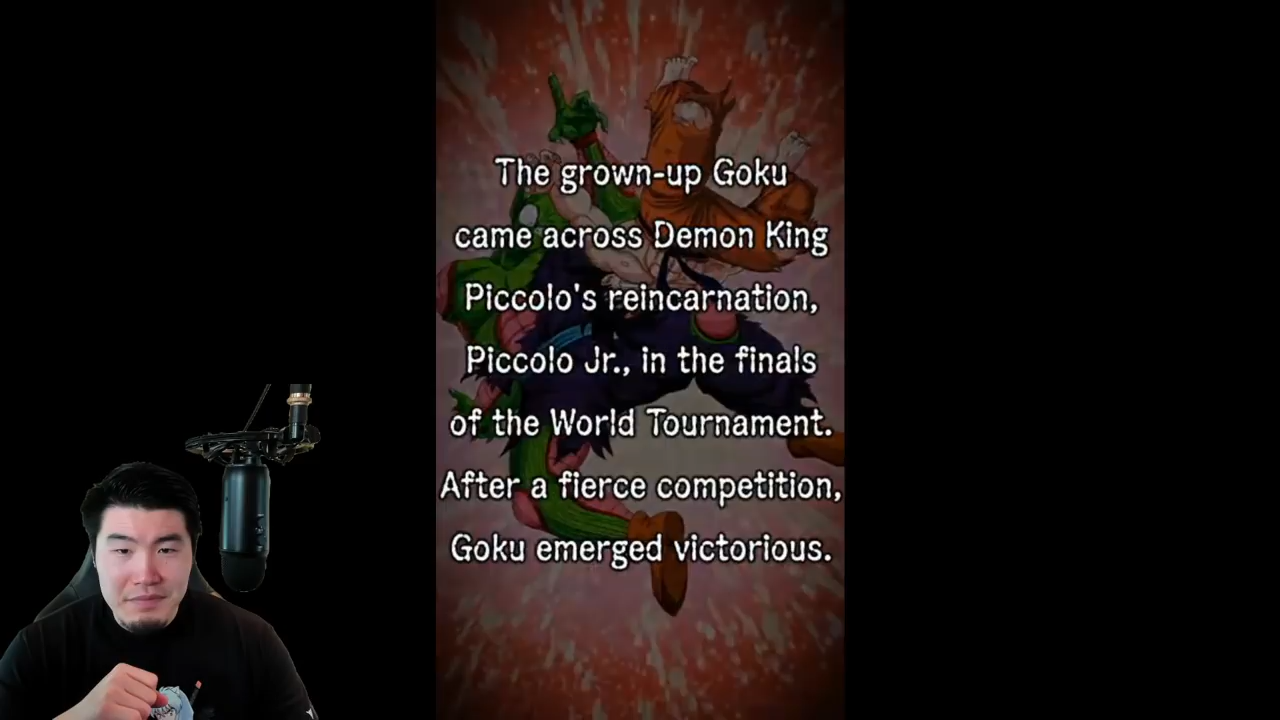 The grown-up Goku
came across Demon King
Piccolo's reincarnation,
Piccolo Jr., in the finals
of the World Tournament.
After a fierce competition,
Goku emerged victorious.